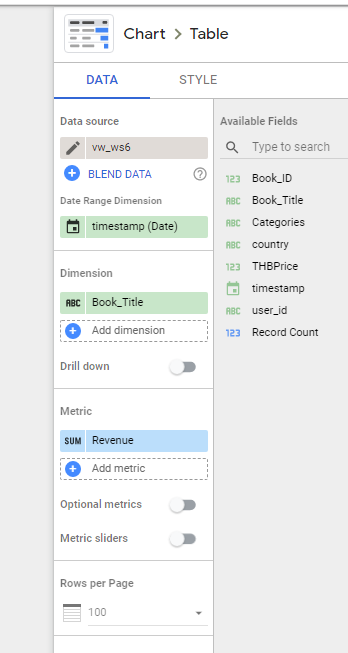 Chart > Table
DATA
STYLE
Data source
vw_ws6
BLEND DATA
?
Date Range Dimension
timestamp (Date)
Dimension
ABC Book_Title
Add dimension
Drill down
Metric
SUM Revenue
Add metric
Optional metrics
Metric sliders
Rows per Page
100
Available Fields
Type to search
123 Book_ID
ABC Book_Title
ABC Categories
ABC country
123 THBPrice
timestamp
ABC user_id
123 Record Count